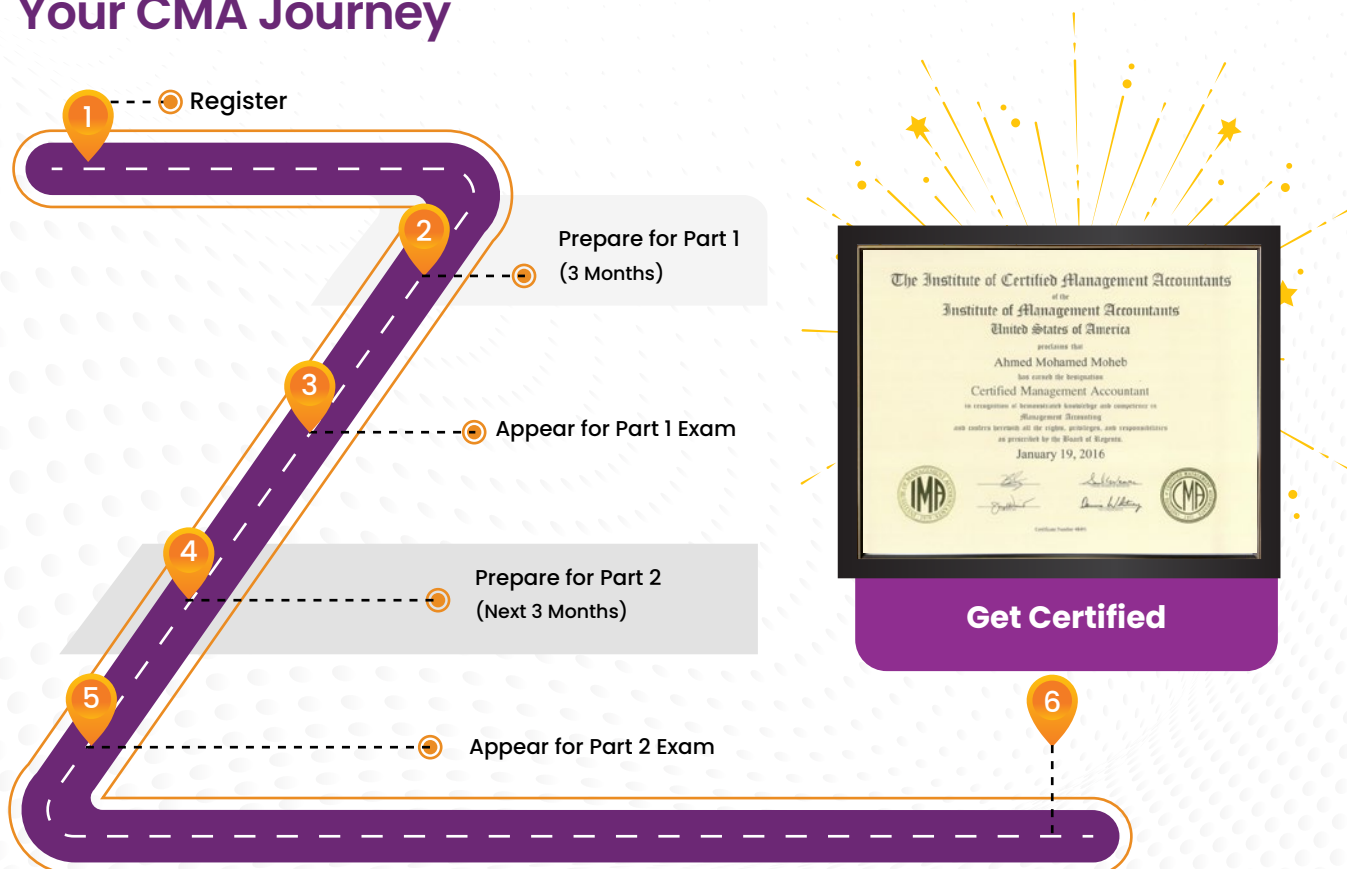 Your CMA Journey
1
Register
2
Prepare for Part 1
(3 Months)
3
Appear for Part 1 Exam
4
Prepare for Part 2
(Next 3 Months)
5
Appear for Part 2 Exam
The Institute of Certified Management Accountants
of the
Institute of Management Accountants
United States of America
proclaims that
Ahmed Mohamed Moheb
has earned the designation
Certified Management Accountant
in recognition of demonstrated knowledge and competence in
Management Accounting
and confers herewith all the rights, privileges, and responsibilities
as prescribed by the Board of Regents.
January 19, 2016
IMA
CMA
Certificate Number
Get Certified
6